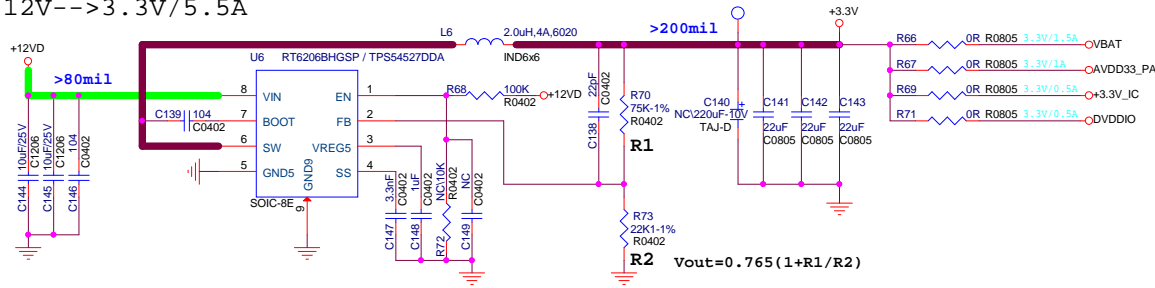 12V-->3.3V/5.5A
+12VD
>80mil
C144
10uF/25V
C1206
C145
10uF/25V
C1206
C146
104
C0402
C139
104
C0402
U6
RT6206BHGSP / TPS54527DDA
8
VIN
EN
1
7
BOOT
FB
2
6
SW
VREG5
3
5
GND5
SS
4
GND9
9
SOIC-8E
L6
2.0uH,4A,6020
IND6x6
R68
100K
R0402
+12VD
C147
3.3nF
C0402
C148
1uF
C0402
R72
NC\10K
R0402
C149
NC
C0402
C138
22pF
C0402
R70
75K-1%
R0402
R1
R73
22K1-1%
R0402
R2
Vout=0.765(1+R1/R2)
>200mil
C140
NC\220uF-10V
TAJ-D
+
C141
22uF
C0805
C142
22uF
C0805
C143
22uF
C0805
+3.3V
R66
0R
R0805
3.3V/1.5A
VBAT
R67
0R
R0805
3.3V/1A
AVDD33_PA
R69
0R
R0805
3.3V/0.5A
+3.3V_IC
R71
0R
R0805
3.3V/0.5A
DVDDIO